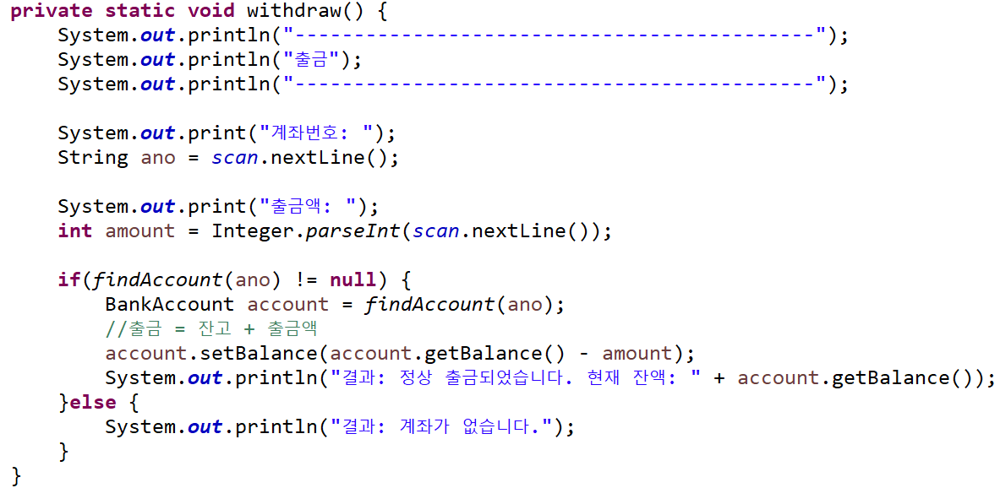 private static void withdraw() {
System.out.println("--------------------------------------------");
System.out.println("출금");
System.out.println("--------------------------------------------");
System.out.print("계좌번호: ");
String ano = scan.nextLine();
System.out.print("출금액: ");
int amount = Integer.parseInt(scan.nextLine());
if(findAccount(ano) != null) {
BankAccount account = findAccount(ano);
//출금 = 잔고 + 출금액
account.setBalance(account.getBalance() - amount);
System.out.println("결과: 정상 출금되었습니다. 현재 잔액: " + account.getBalance());
}else {
System.out.println("결과: 계좌가 없습니다.");
}
}